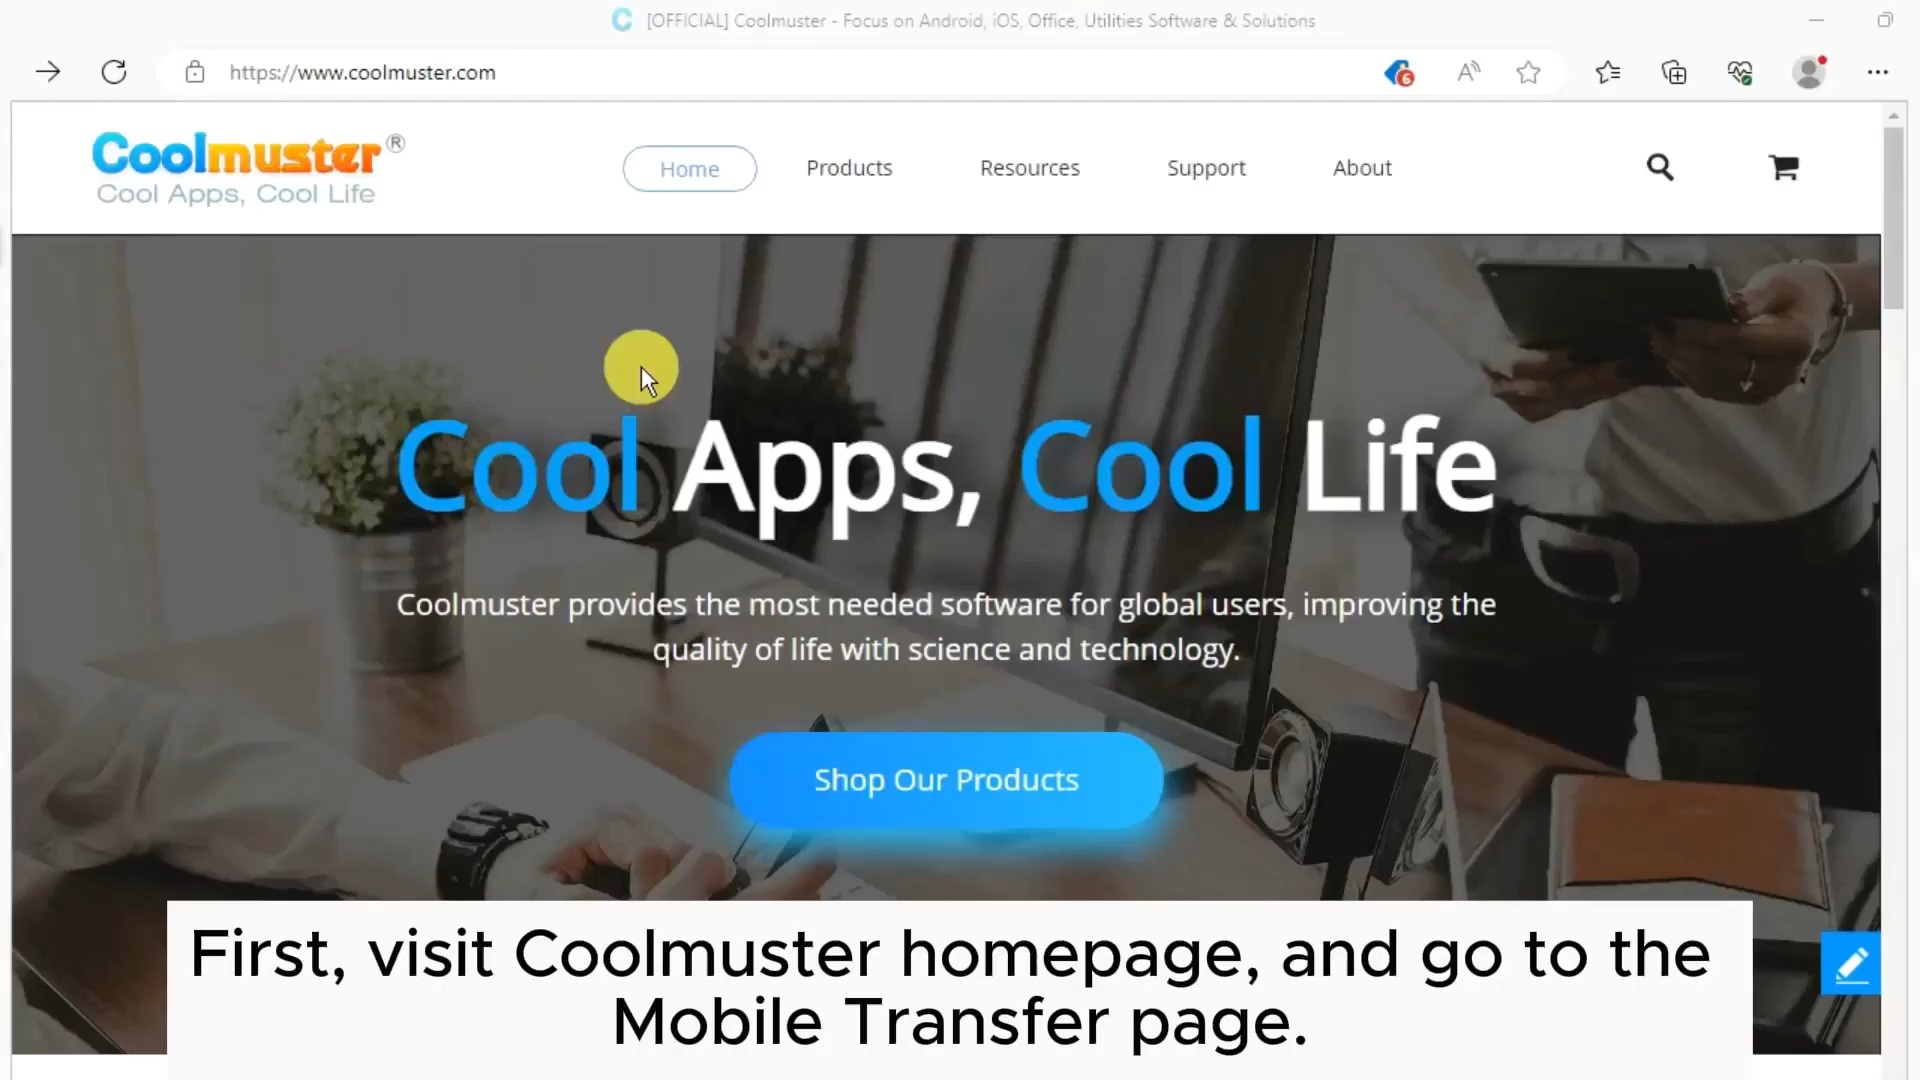 [OFFICIAL] Coolmuster - Focus on Android, iOS, Office, Utilities Software & Solutions
https://www.coolmuster.com
6
A
Coolmuster®
Cool Apps, Cool Life
Home
Products
Resources
Support
About
Cool Apps, Cool Life
Coolmuster provides the most needed software for global users, improving the
quality of life with science and technology.
Shop Our Products
First, visit Coolmuster homepage, and go to the
Mobile Transfer page.